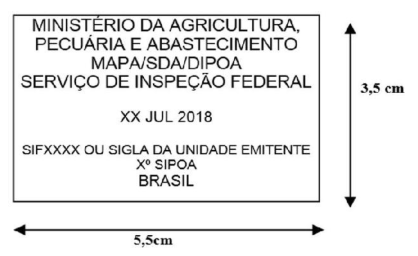 MINISTÉRIO DA AGRICULTURA,
PECUÁRIA E ABASTECIMENTO
MAPA/SDA/DIPOA
SERVIÇO DE INSPEÇÃO FEDERAL
XX JUL 2018
SIFXXXX OU SIGLA DA UNIDADE EMITENTE
Xº SIPOA
BRASIL
3,5 cm
5,5cm